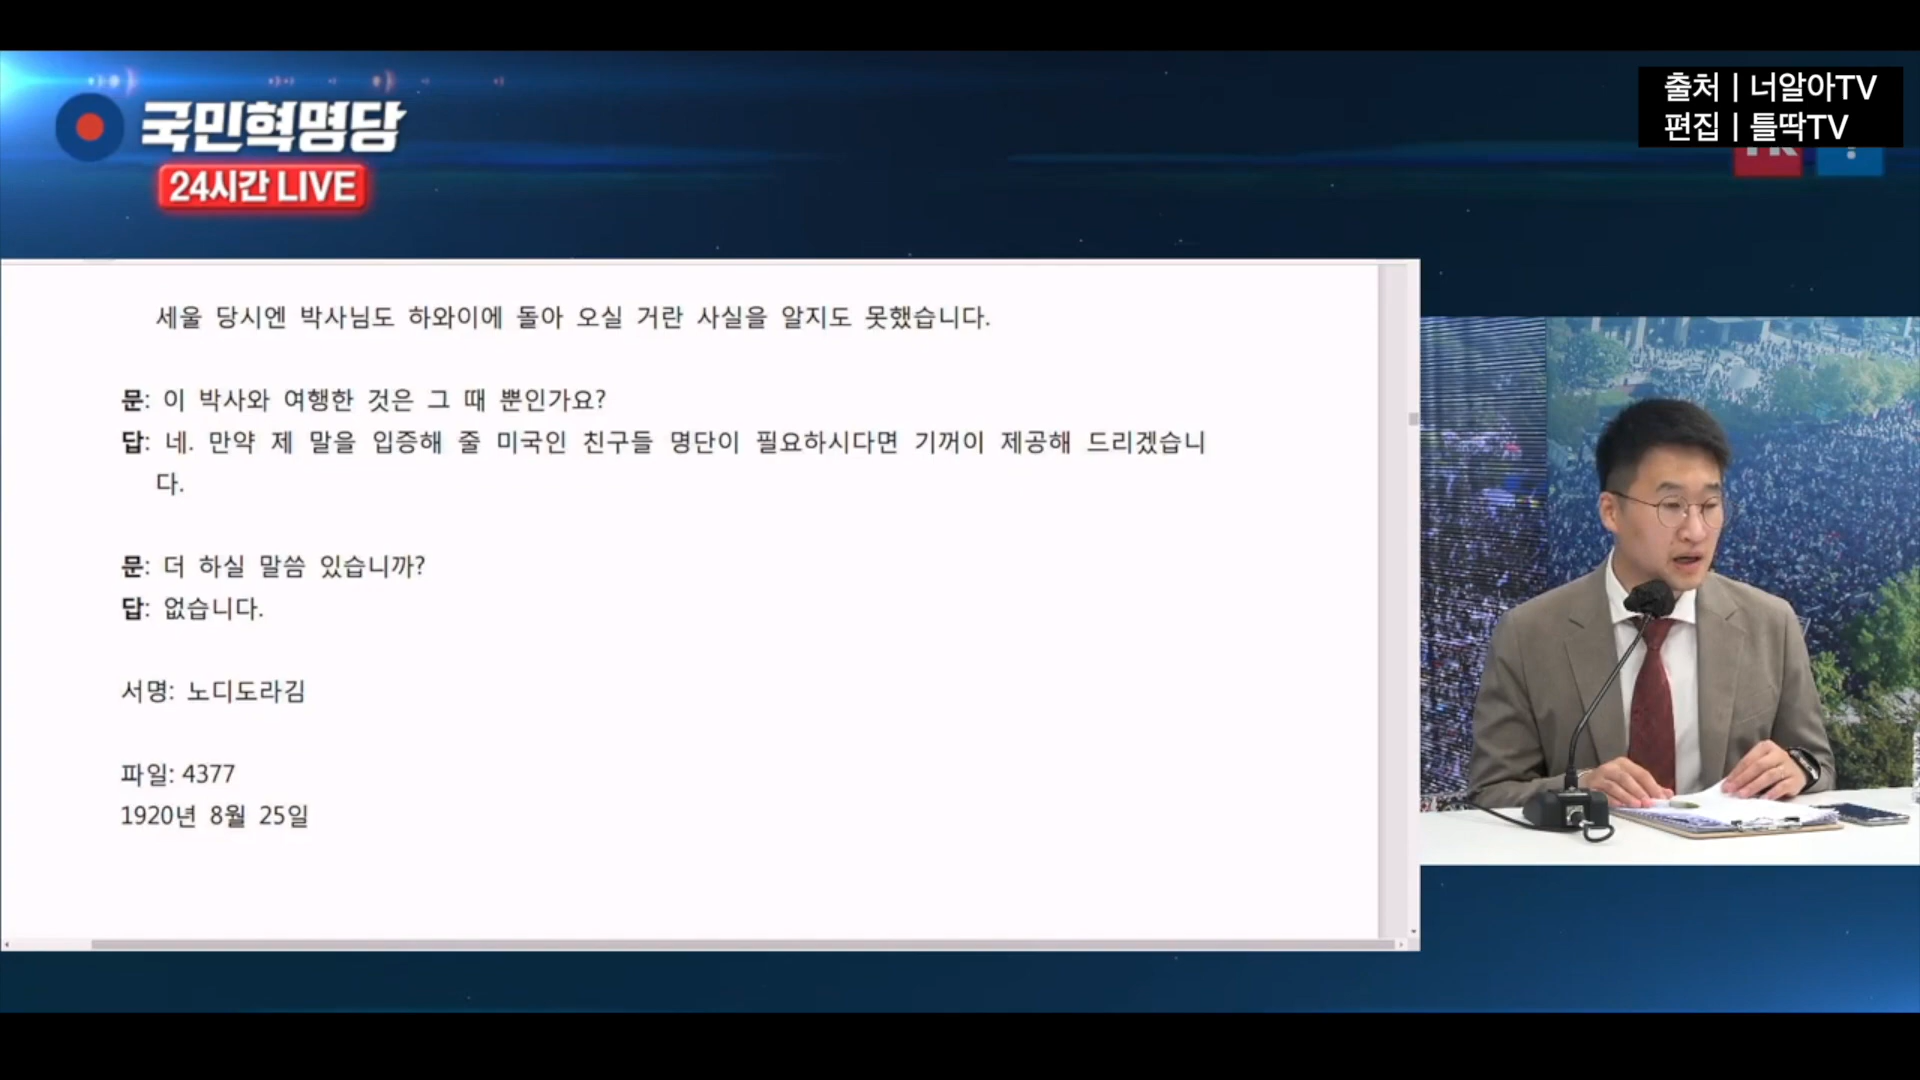 국민혁명당
24시간 LIVE
출처 | 너알아TV
편집 | 틀딱TV
세울 당시엔 박사님도 하와이에 돌아 오실 거란 사실을 알지도 못했습니다.
문: 이 박사와 여행한 것은 그 때 뿐인가요?
답: 네. 만약 제 말을 입증해 줄 미국인 친구들 명단이 필요하시다면 기꺼이 제공해 드리겠습니
다.
문: 더 하실 말씀 있습니까?
답: 없습니다.
서명: 노디도라김
파일: 4377
1920년 8월 25일